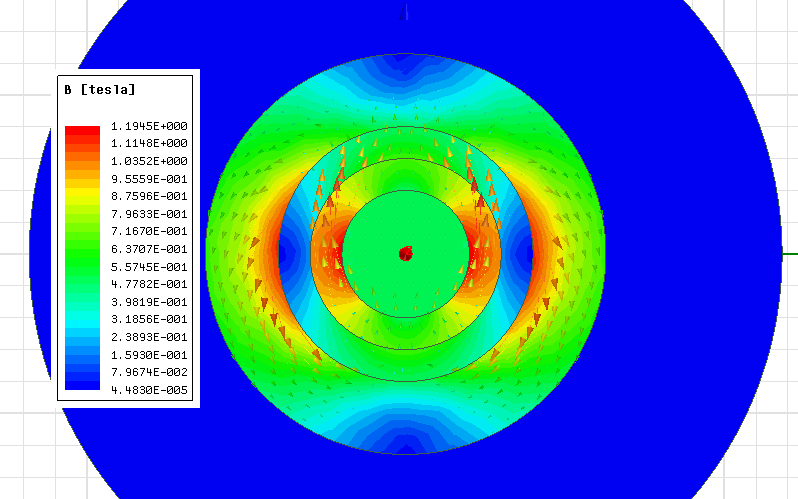 B [tesla]
1.1945E+000
1.1148E+000
1.0352E+000
9.5559E-001
8.7596E-001
7.9633E-001
7.1670E-001
6.3707E-001
5.5745E-001
4.7782E-001
3.9819E-001
3.1856E-001
2.3893E-001
1.5930E-001
7.9674E-002
4.4830E-005